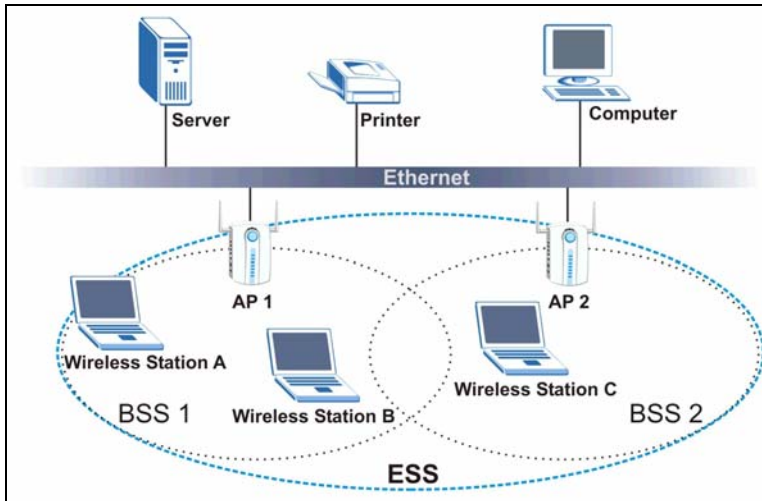 Server
Printer
Computer
Ethernet
AP 1
AP 2
Wireless Station A
Wireless Station B
Wireless Station C
BSS 1
BSS 2
ESS